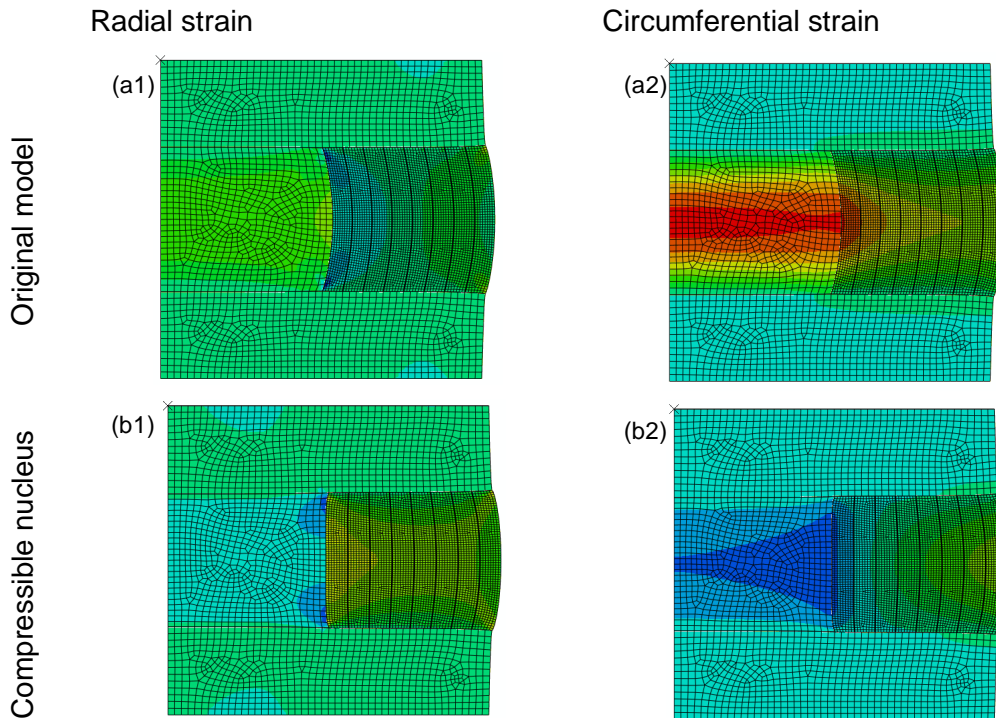 Radial strain
Circumferential strain
Original model
(a1)
(a2)
Compressible nucleus
(b1)
(b2)